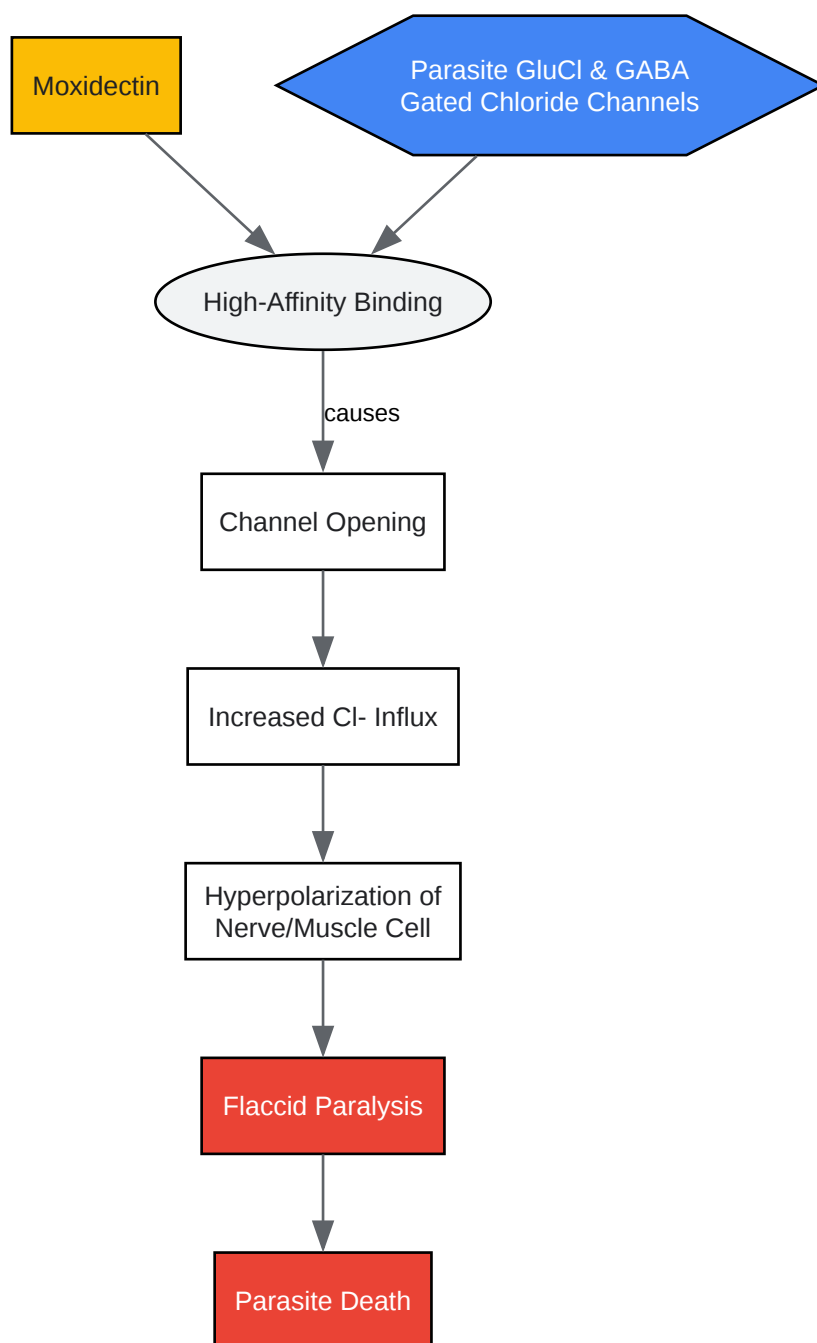 Moxidectin
Parasite GluCl & GABA
Gated Chloride Channels
High-Affinity Binding
causes
Channel Opening
Increased Cl- Influx
Hyperpolarization of
Nerve/Muscle Cell
Flaccid Paralysis
Parasite Death